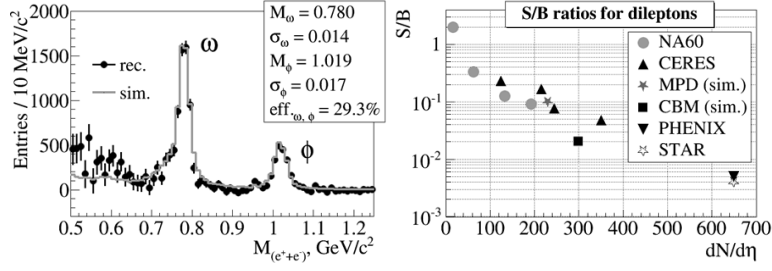 Entries / 10 MeV/c²
2000
1500
1000
500
0
ω
ϕ
rec.
sim.
M_ω = 0.780
σ_ω = 0.014
M_ϕ = 1.019
σ_ϕ = 0.017
eff._ω, ϕ = 29.3%
0.5 0.6 0.7 0.8 0.9 1 1.1 1.2
M_(e⁺+e⁻), GeV/c²
S/B ratios for dileptons
S/B
1
10⁻¹
10⁻²
10⁻³
NA60
CERES
MPD (sim.)
CBM (sim.)
PHENIX
STAR
0 100 200 300 400 500 600 700
dN/dη